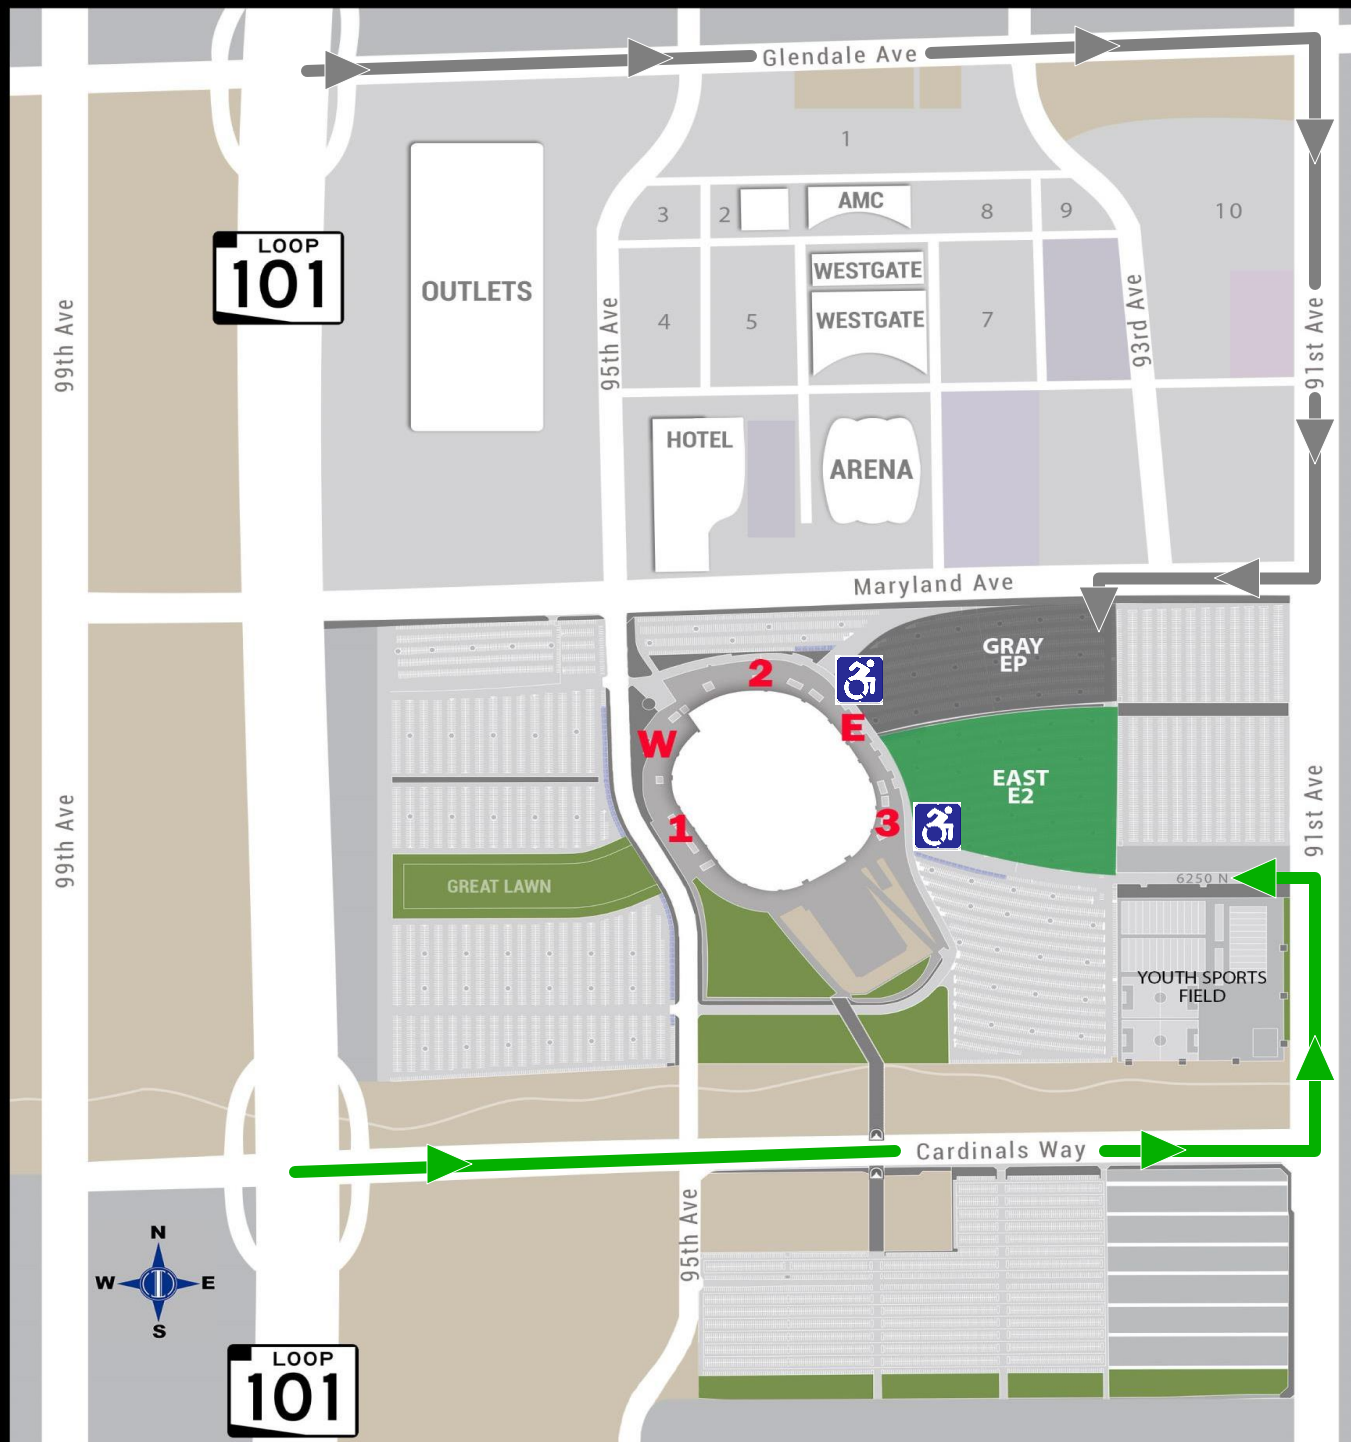 Glendale Ave
1
3
2
AMC
8
9
10
LOOP
101
OUTLETS
WESTGATE
WESTGATE
4
5
7
99th Ave
95th Ave
93rd Ave
91st Ave
HOTEL
ARENA
Maryland Ave
GRAY
EP
2
W
E
EAST
E2
1
3
99th Ave
91st Ave
GREAT LAWN
6250 N
YOUTH SPORTS
FIELD
Cardinals Way
95th Ave
N
W
E
S
LOOP
101